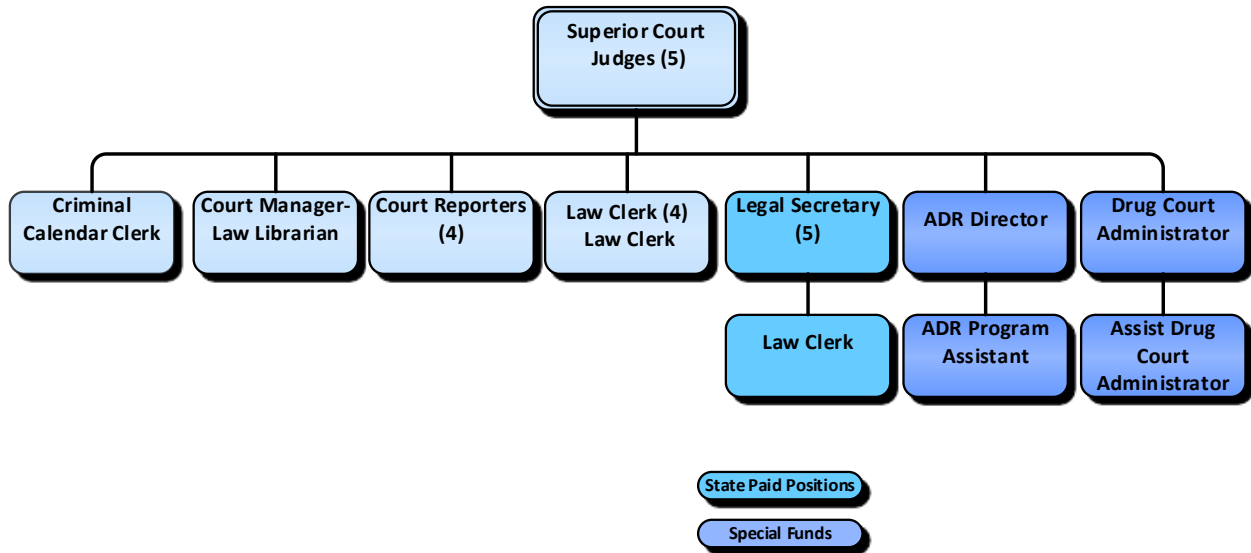 Superior Court
Judges (5)
Criminal
Calendar Clerk
Court Manager-
Law Librarian
Court Reporters
(4)
Law Clerk (4)
Law Clerk
Legal Secretary
(5)
ADR Director
Drug Court
Administrator
Law Clerk
ADR Program
Assistant
Assist Drug
Court
Administrator
State Paid Positions
Special Funds